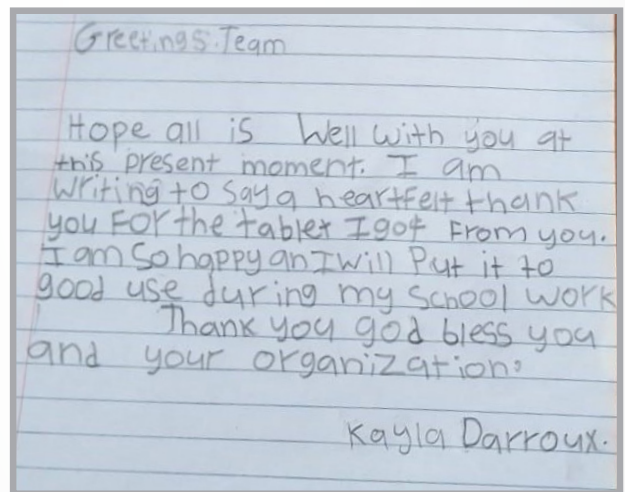 Greetings. Team
Hope all is Well with you at
this present moment. I am
writing to say a heartfelt thank
you For the tablet I got From you.
I am So happy an I will Put it to
good use during my School work
Thank you god bless you
and your organization.
Kayla Darroux.